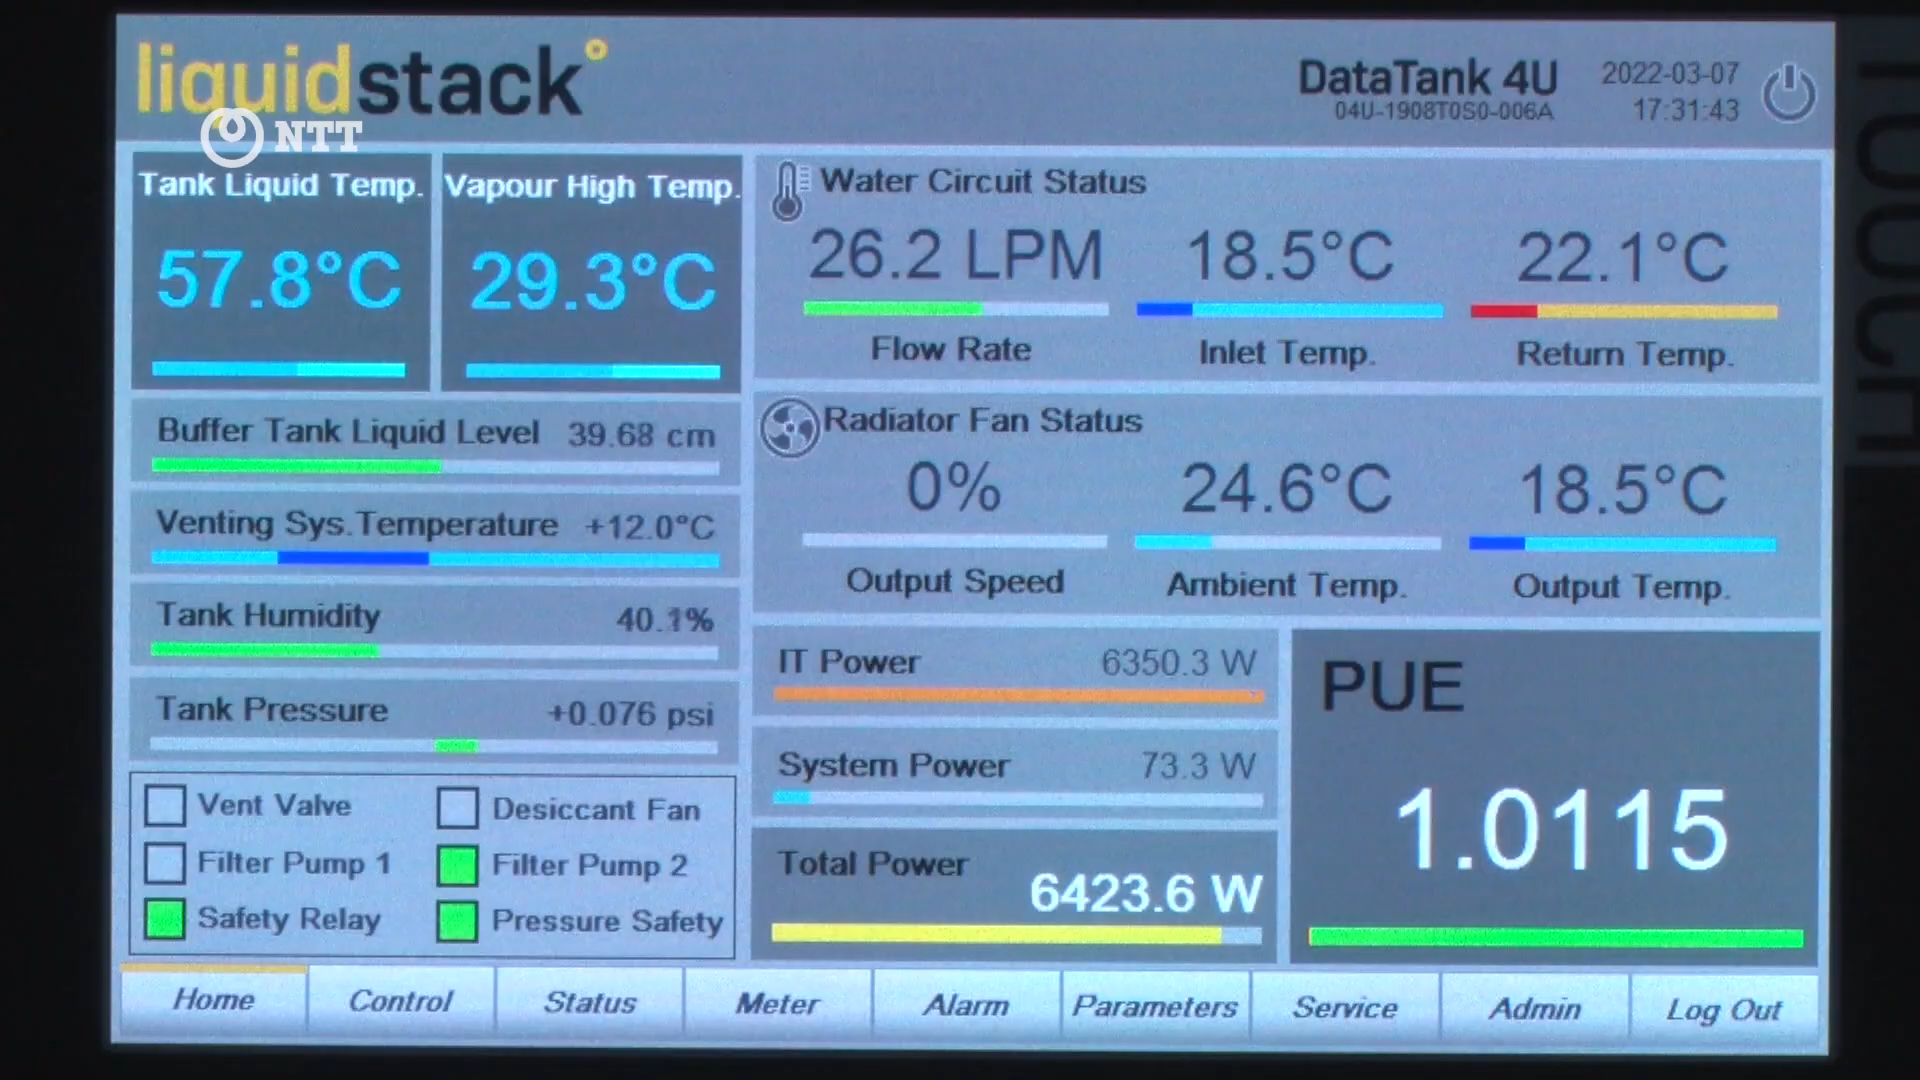 liquidstack°
DataTank 4U
04U-1908T0S0-006A
2022-03-07
17:31:43
NTT
Tank Liquid Temp.
57.8°C
Vapour High Temp.
29.3°C
Water Circuit Status
26.2 LPM
Flow Rate
18.5°C
Inlet Temp.
22.1°C
Return Temp.
Buffer Tank Liquid Level 39.68 cm
Venting Sys.Temperature +12.0°C
Tank Humidity 40.1%
Tank Pressure +0.076 psi
Radiator Fan Status
0%
Output Speed
24.6°C
Ambient Temp.
18.5°C
Output Temp.
IT Power 6350.3 W
System Power 73.3 W
Total Power
6423.6 W
PUE
1.0115
Vent Valve
Desiccant Fan
Filter Pump 1
Filter Pump 2
Safety Relay
Pressure Safety
Home
Control
Status
Meter
Alarm
Parameters
Service
Admin
Log Out
TOUCH